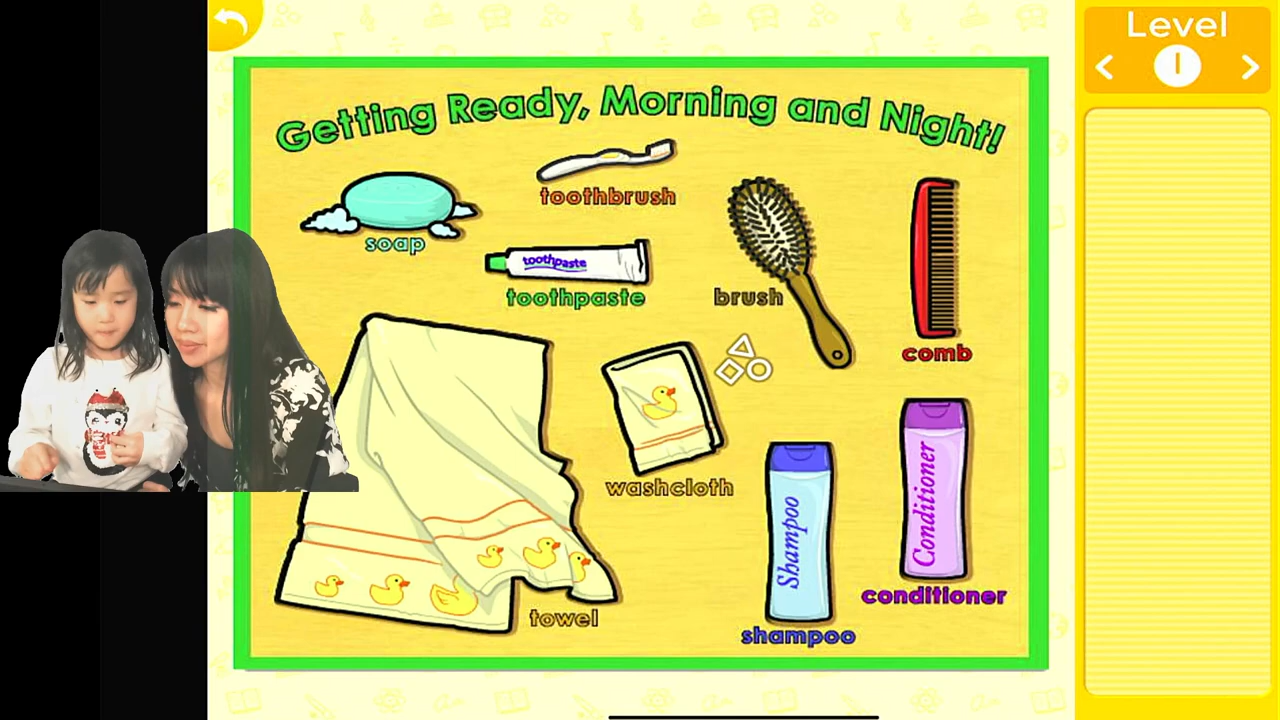 Level
1
Getting Ready, Morning and Night!
toothbrush
soap
toothpaste
toothpaste
brush
comb
washcloth
Shampoo
Conditioner
conditioner
towel
shampoo